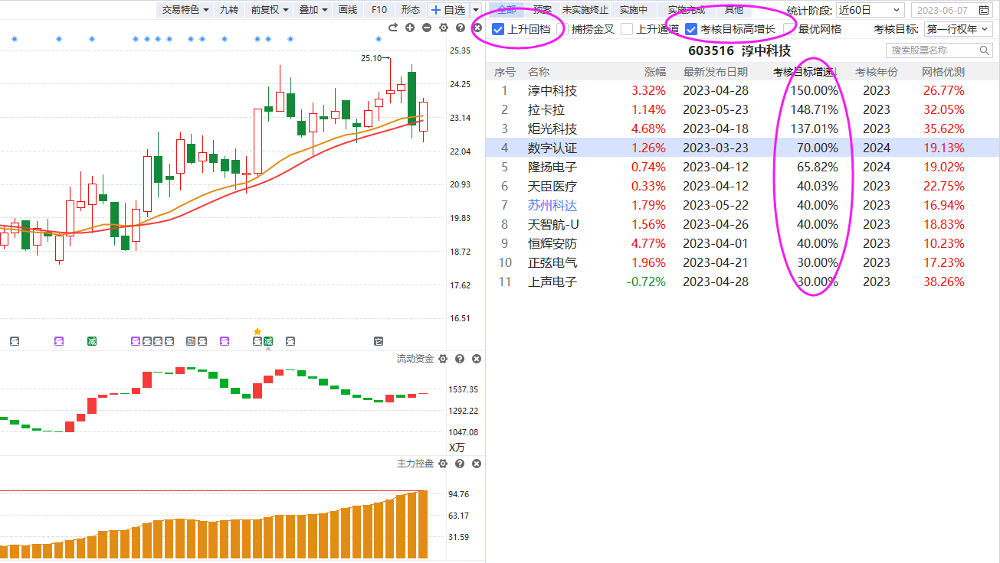 交易特色 九转 前复权 叠加 画线 F10 形态 自选
全部 预案 未实施终止 实施中 实施完成 其他 统计阶段: 近60日 2023-06-07
上升回档 捕捞金叉 上升通道 考核目标高增长 最优网格 考核目标: 第一行权年
603516 淳中科技 搜索股票名称
序号 名称 涨幅 最新发布日期 考核目标增速↓ 考核年份 网格优测
1 淳中科技 3.32% 2023-04-28 150.00% 2023 26.77%
2 拉卡拉 1.14% 2023-05-23 148.71% 2023 32.05%
3 炬光科技 4.68% 2023-04-18 137.01% 2023 35.62%
4 数字认证 1.26% 2023-03-23 70.00% 2024 19.13%
5 隆扬电子 0.74% 2023-04-12 65.82% 2024 19.02%
6 天臣医疗 0.33% 2023-04-12 40.03% 2023 22.75%
7 苏州科达 1.79% 2023-05-22 40.00% 2023 16.94%
8 天智航-U 1.56% 2023-04-26 40.00% 2023 18.83%
9 恒辉安防 4.77% 2023-04-01 40.00% 2023 10.23%
10 正弦电气 1.96% 2023-04-21 30.00% 2023 17.23%
11 上声电子 -0.72% 2023-04-28 30.00% 2023 38.26%
25.10→
25.35
24.25
23.14
22.04
20.93
19.83
18.72
17.62
16.51
减 励 减
流动资金
1537.35
1292.22
1047.08
X万
主力控盘
94.76
63.17
31.59